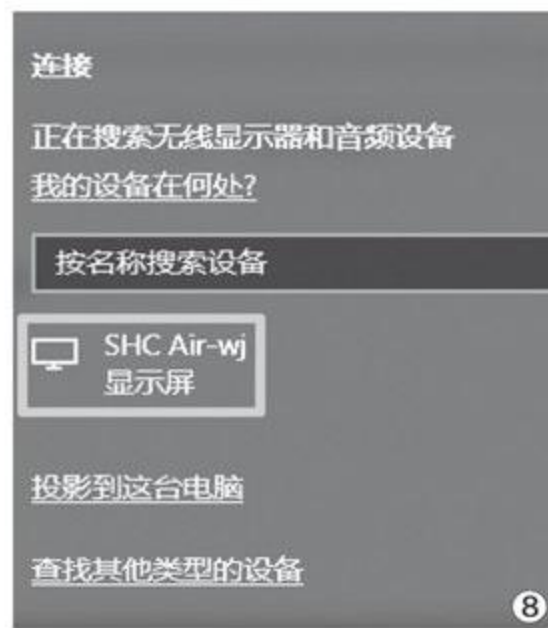 连接
正在搜索无线显示器和音频设备
我的设备在何处?
按名称搜索设备
SHC Air-wj
显示屏
投影到这台电脑
查找其他类型的设备
⑧